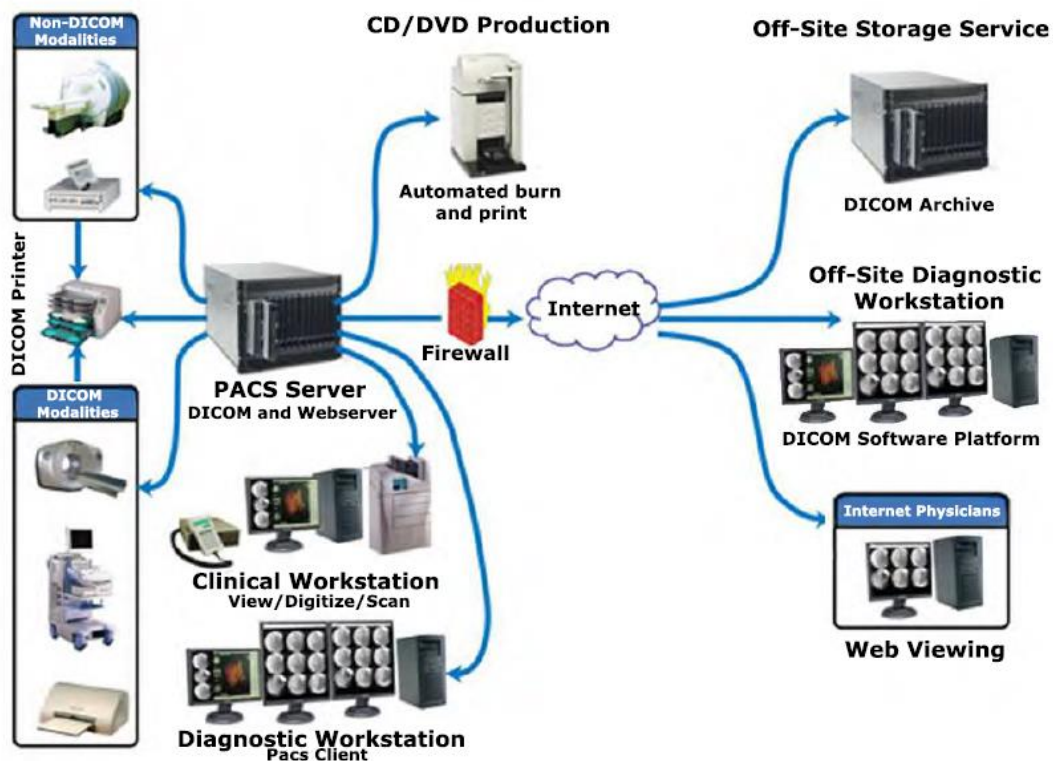 Non-DICOM
Modalities
CD/DVD Production
Automated burn
and print
Off-Site Storage Service
DICOM Archive
DICOM Printer
PACS Server
DICOM and Webserver
Firewall
Internet
Off-Site Diagnostic
Workstation
DICOM Software Platform
DICOM
Modalities
Clinical Workstation
View/Digitize/Scan
Internet Physicians
Web Viewing
Diagnostic Workstation
Pacs Client